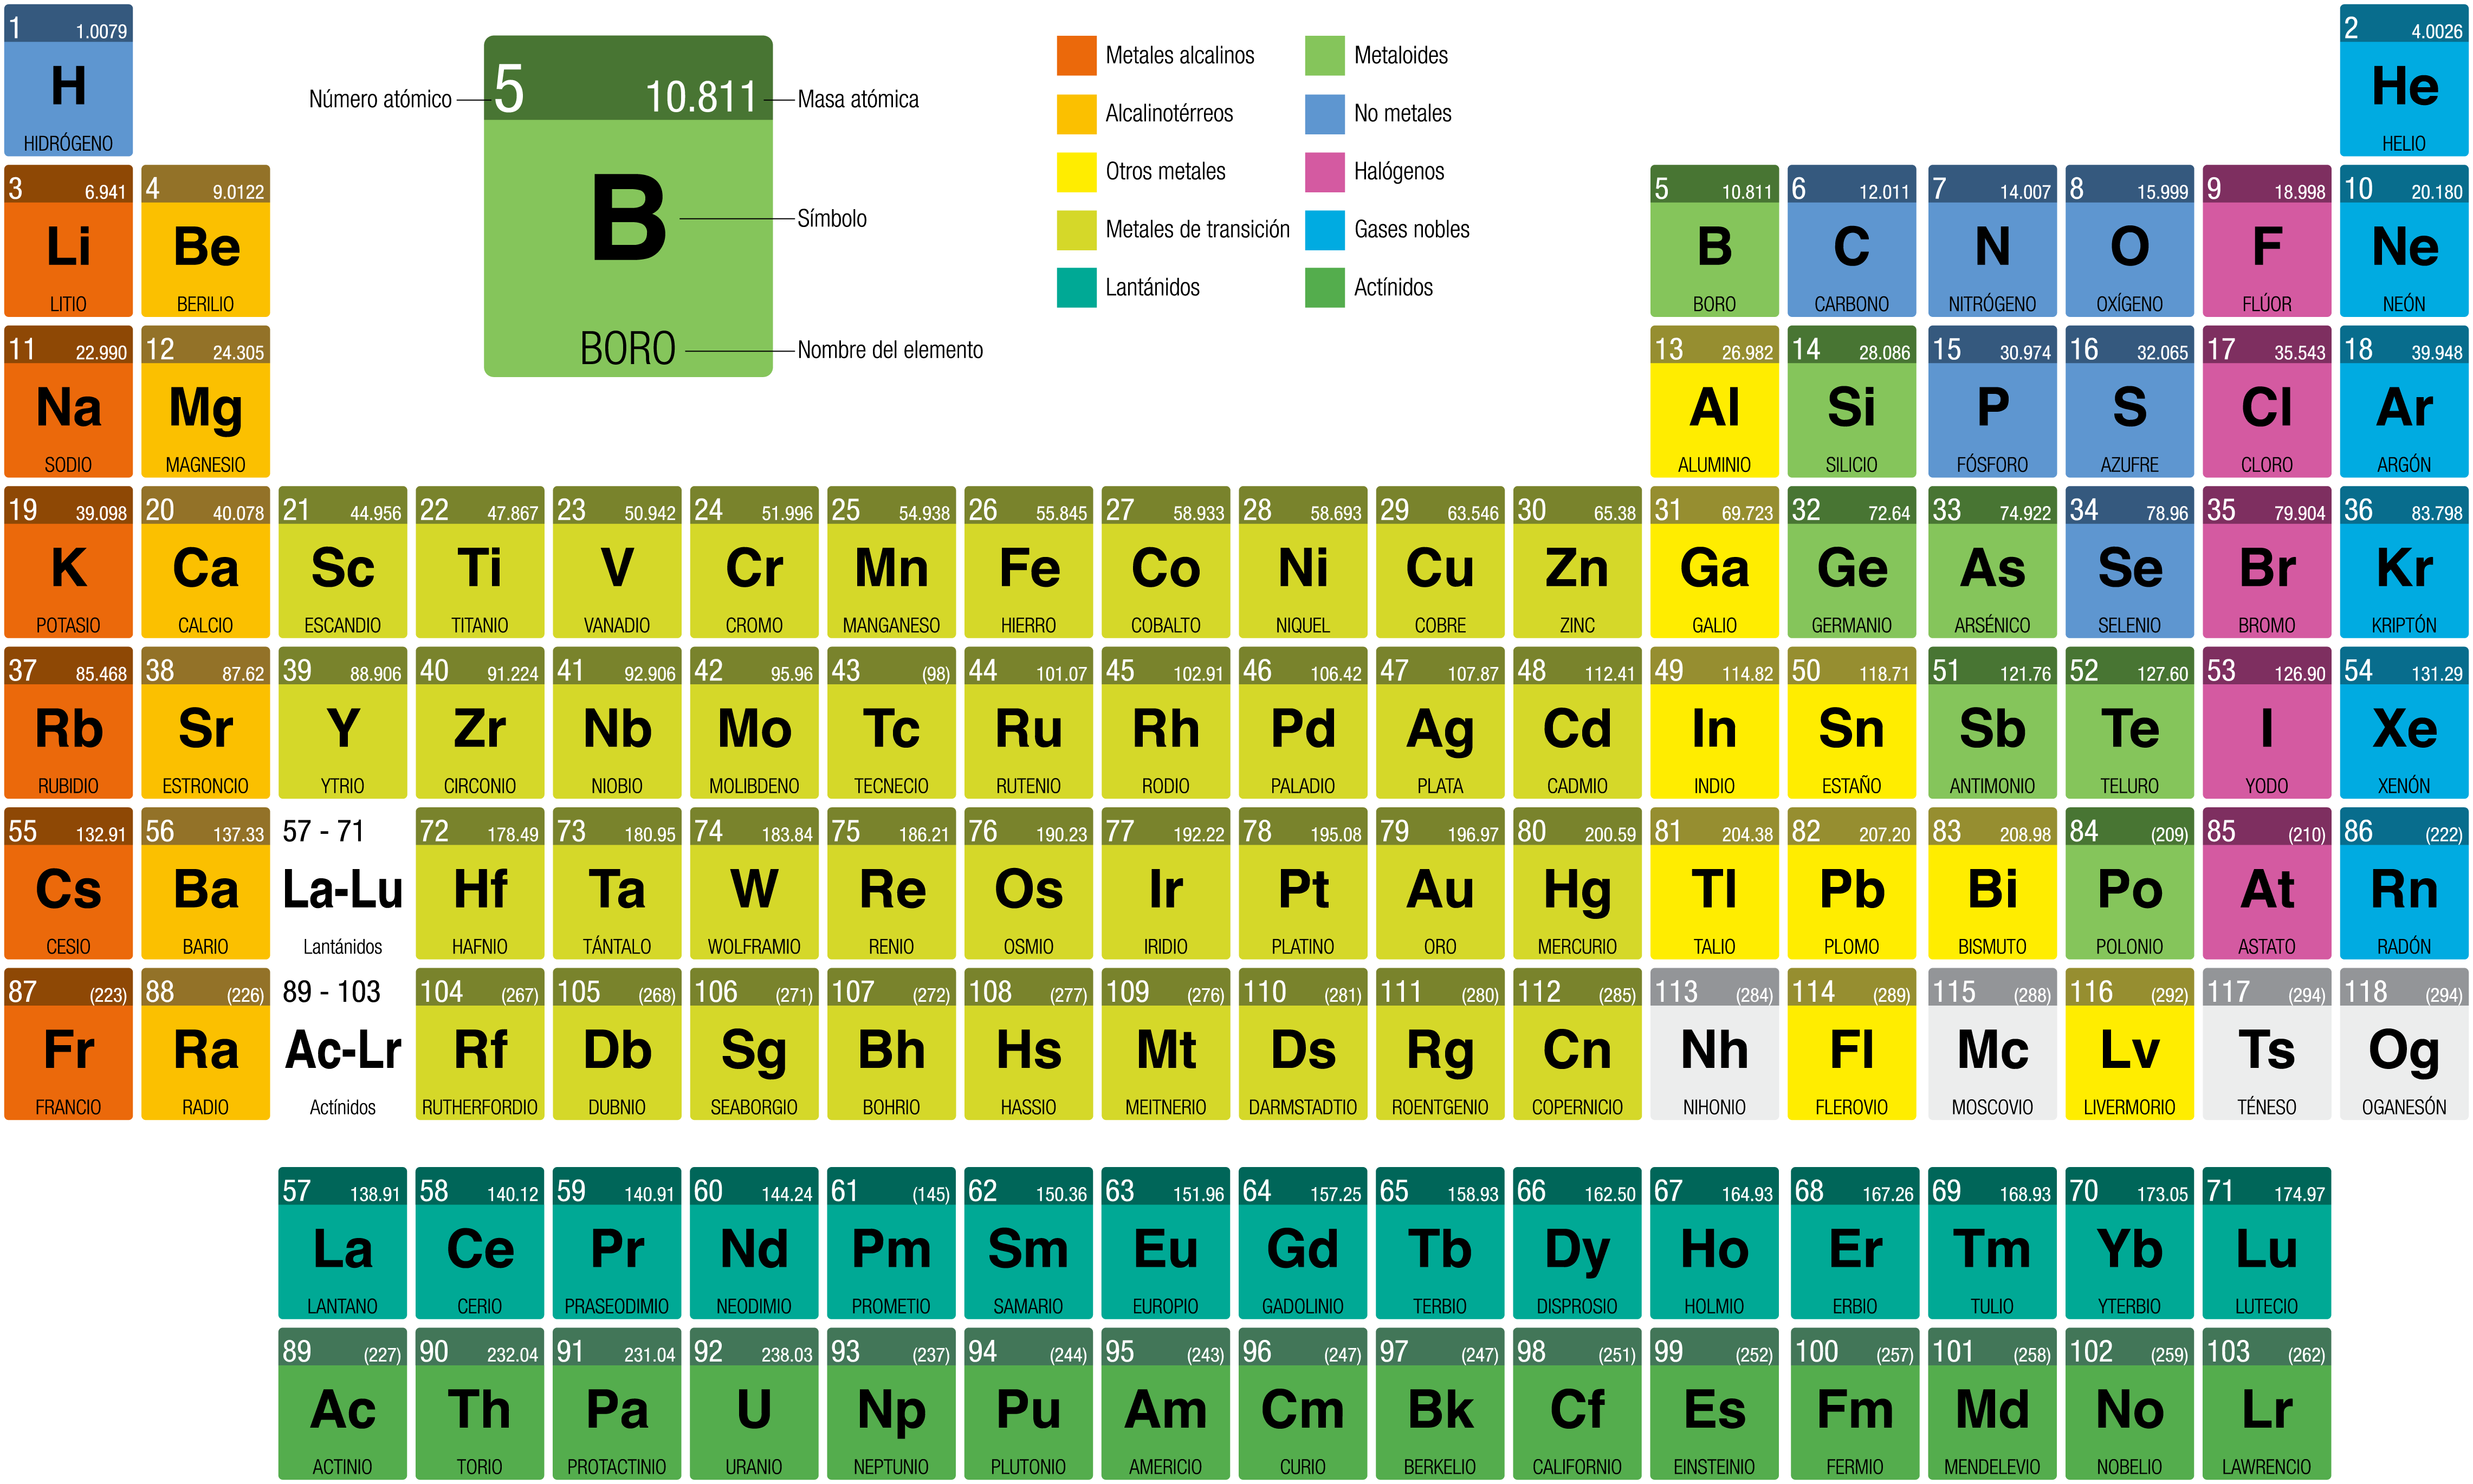 1 1.0079
H
HIDRÓGENO
2 4.0026
He
HELIO
5 10.811
B
BORO
Número atómico
Masa atómica
Símbolo
Nombre del elemento
Metales alcalinos
Alcalinotérreos
Otros metales
Metales de transición
Lantánidos
Metaloides
No metales
Halógenos
Gases nobles
Actínidos
3 6.941 4 9.0122 5 10.811 6 12.011 7 14.007 8 15.999 9 18.998 10 20.180
Li Be B C N O F Ne
LITIO BERILIO BORO CARBONO NITRÓGENO OXÍGENO FLÚOR NEÓN
11 22.990 12 24.305 13 26.982 14 28.086 15 30.974 16 32.065 17 35.543 18 39.948
Na Mg Al Si P S Cl Ar
SODIO MAGNESIO ALUMINIO SILICIO FÓSFORO AZUFRE CLORO ARGÓN
19 39.098 20 40.078 21 44.956 22 47.867 23 50.942 24 51.996 25 54.938 26 55.845 27 58.933 28 58.693 29 63.546 30 65.38 31 69.723 32 72.64 33 74.922 34 78.96 35 79.904 36 83.798
K Ca Sc Ti V Cr Mn Fe Co Ni Cu Zn Ga Ge As Se Br Kr
POTASIO CALCIO ESCANDIO TITANIO VANADIO CROMO MANGANESO HIERRO COBALTO NIQUEL COBRE ZINC GALIO GERMANIO ARSÉNICO SELENIO BROMO KRIPTÓN
37 85.468 38 87.62 39 88.906 40 91.224 41 92.906 42 95.96 43 (98) 44 101.07 45 102.91 46 106.42 47 107.87 48 112.41 49 114.82 50 118.71 51 121.76 52 127.60 53 126.90 54 131.29
Rb Sr Y Zr Nb Mo Tc Ru Rh Pd Ag Cd In Sn Sb Te I Xe
RUBIDIO ESTRONCIO YTRIO CIRCONIO NIOBIO MOLIBDENO TECNECIO RUTENIO RODIO PALADIO PLATA CADMIO INDIO ESTAÑO ANTIMONIO TELURO YODO XENÓN
55 132.91 56 137.33 57 - 71 72 178.49 73 180.95 74 183.84 75 186.21 76 190.23 77 192.22 78 195.08 79 196.97 80 200.59 81 204.38 82 207.20 83 208.98 84 (209) 85 (210) 86 (222)
Cs Ba La-Lu Hf Ta W Re Os Ir Pt Au Hg Tl Pb Bi Po At Rn
CESIO BARIO Lantánidos HAFNIO TÁNTALO WOLFRAMIO RENIO OSMIO IRIDIO PLATINO ORO MERCURIO TALIO PLOMO BISMUTO POLONIO ASTATO RADÓN
87 (223) 88 (226) 89 - 103 104 (267) 105 (268) 106 (271) 107 (272) 108 (277) 109 (276) 110 (281) 111 (280) 112 (285) 113 (284) 114 (289) 115 (288) 116 (292) 117 (294) 118 (294)
Fr Ra Ac-Lr Rf Db Sg Bh Hs Mt Ds Rg Cn Nh Fl Mc Lv Ts Og
FRANCIO RADIO Actínidos RUTHERFORDIO DUBNIO SEABORGIO BOHRIO HASSIO MEITNERIO DARMSTADTIO ROENTGENIO COPERNICIO NIHONIO FLEROVIO MOSCOVIO LIVERMORIO TÉNESO OGANESÓN
57 138.91 58 140.12 59 140.91 60 144.24 61 (145) 62 150.36 63 151.96 64 157.25 65 158.93 66 162.50 67 164.93 68 167.26 69 168.93 70 173.05 71 174.97
La Ce Pr Nd Pm Sm Eu Gd Tb Dy Ho Er Tm Yb Lu
LANTANO CERIO PRASEODIMIO NEODIMIO PROMETIO SAMARIO EUROPIO GADOLINIO TERBIO DISPROSIO HOLMIO ERBIO TULIO YTERBIO LUTECIO
89 (227) 90 232.04 91 231.04 92 238.03 93 (237) 94 (244) 95 (243) 96 (247) 97 (247) 98 (251) 99 (252) 100 (257) 101 (258) 102 (259) 103 (262)
Ac Th Pa U Np Pu Am Cm Bk Cf Es Fm Md No Lr
ACTINIO TORIO PROTACTINIO URANIO NEPTUNIO PLUTONIO AMERICIO CURIO BERKELIO CALIFORNIO EINSTEINIO FERMIO MENDELEVIO NOBELIO LAWRENCIO